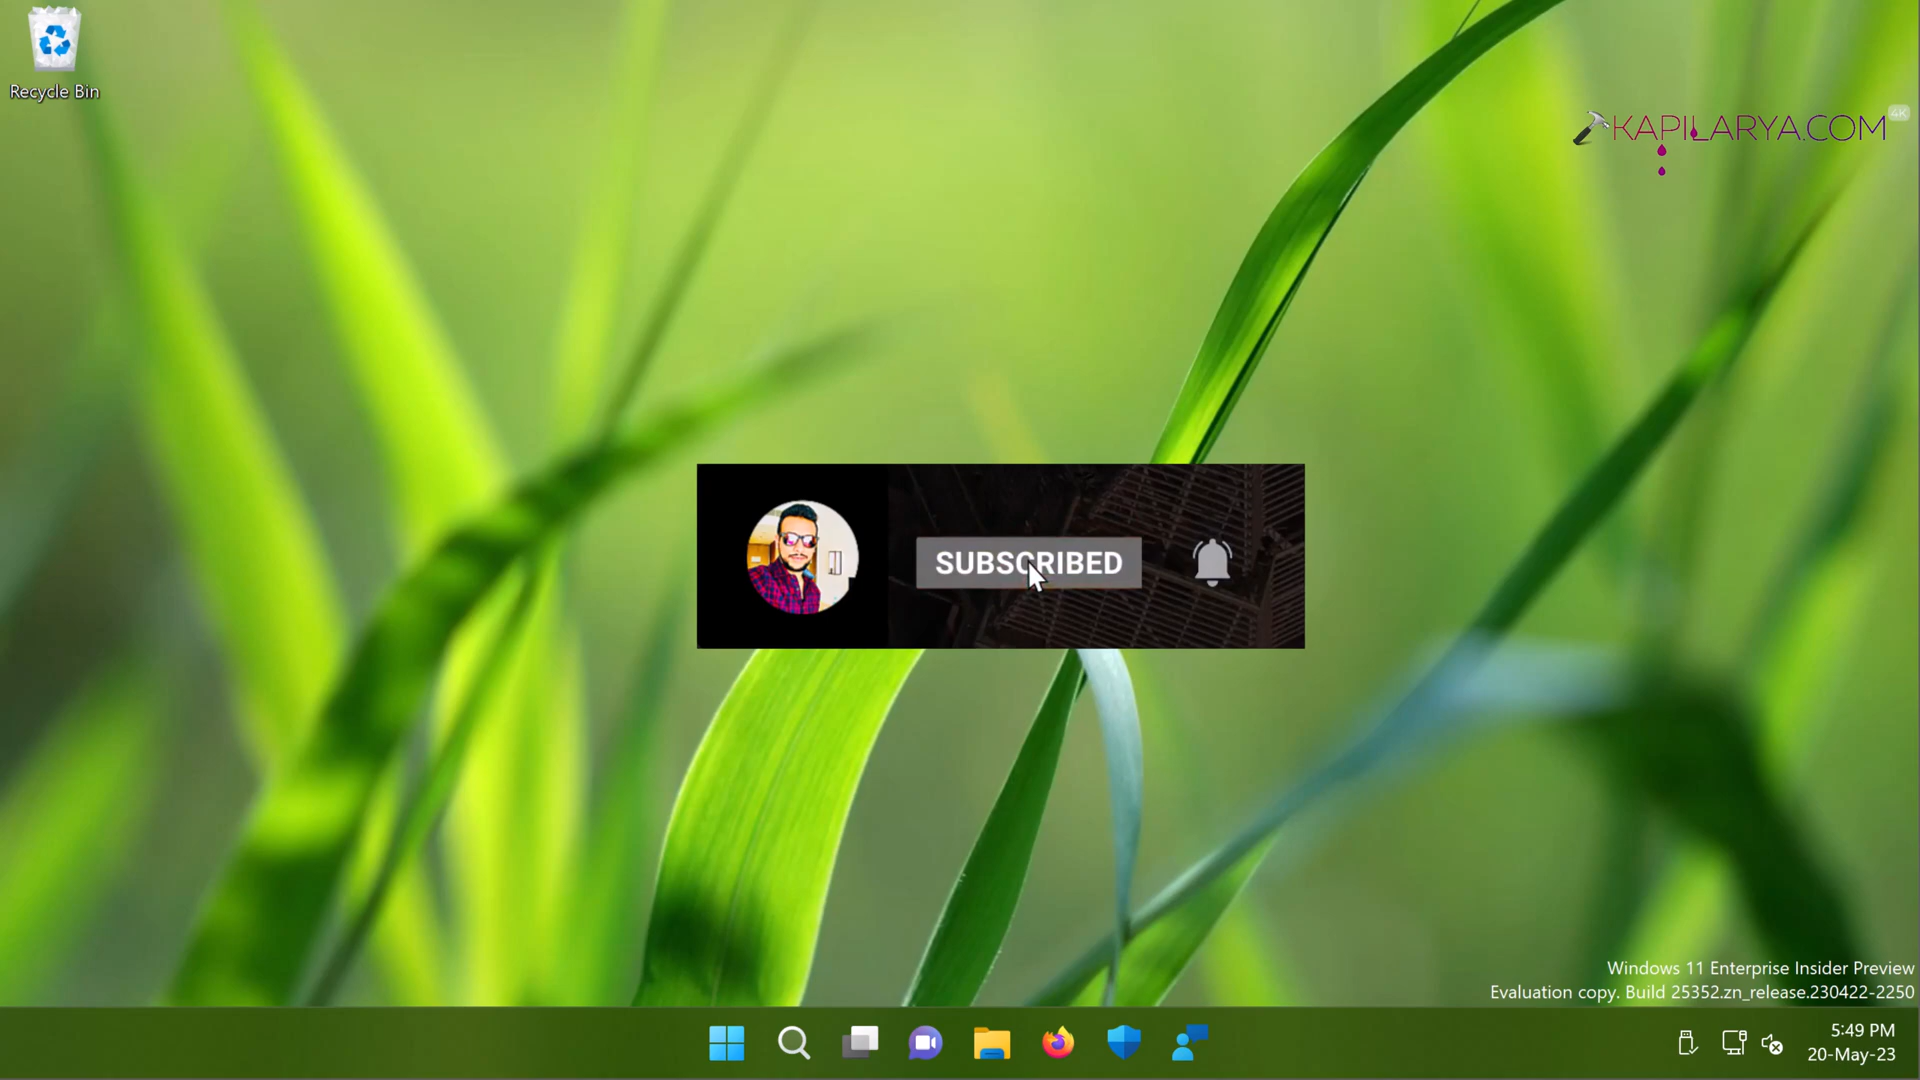 Recycle Bin
KAPILARYA.COM
4K
SUBSCRIBED
Windows 11 Enterprise Insider Preview
Evaluation copy. Build 25352.zn_release.230422-2250
5:49 PM
20-May-23